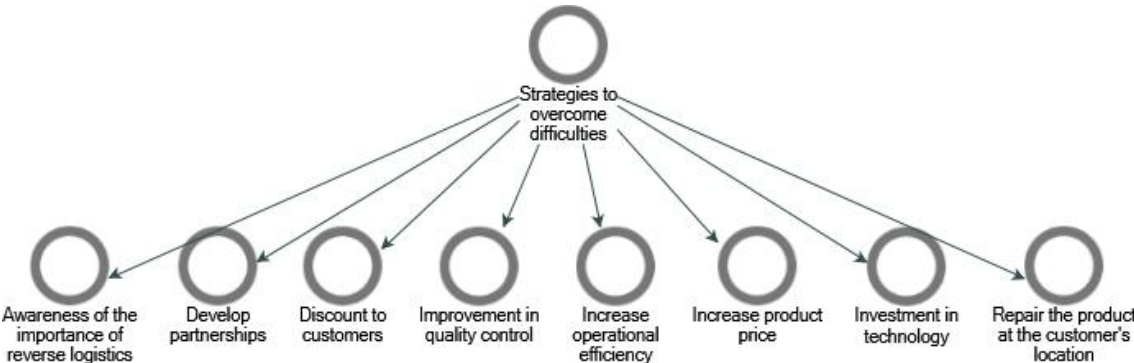 Strategies to
overcome
difficulties
Awareness of the
importance of
reverse logistics
Develop
partnerships
Discount to
customers
Improvement in
quality control
Increase
operational
efficiency
Increase product
price
Investment in
technology
Repair the product
at the customer's
location